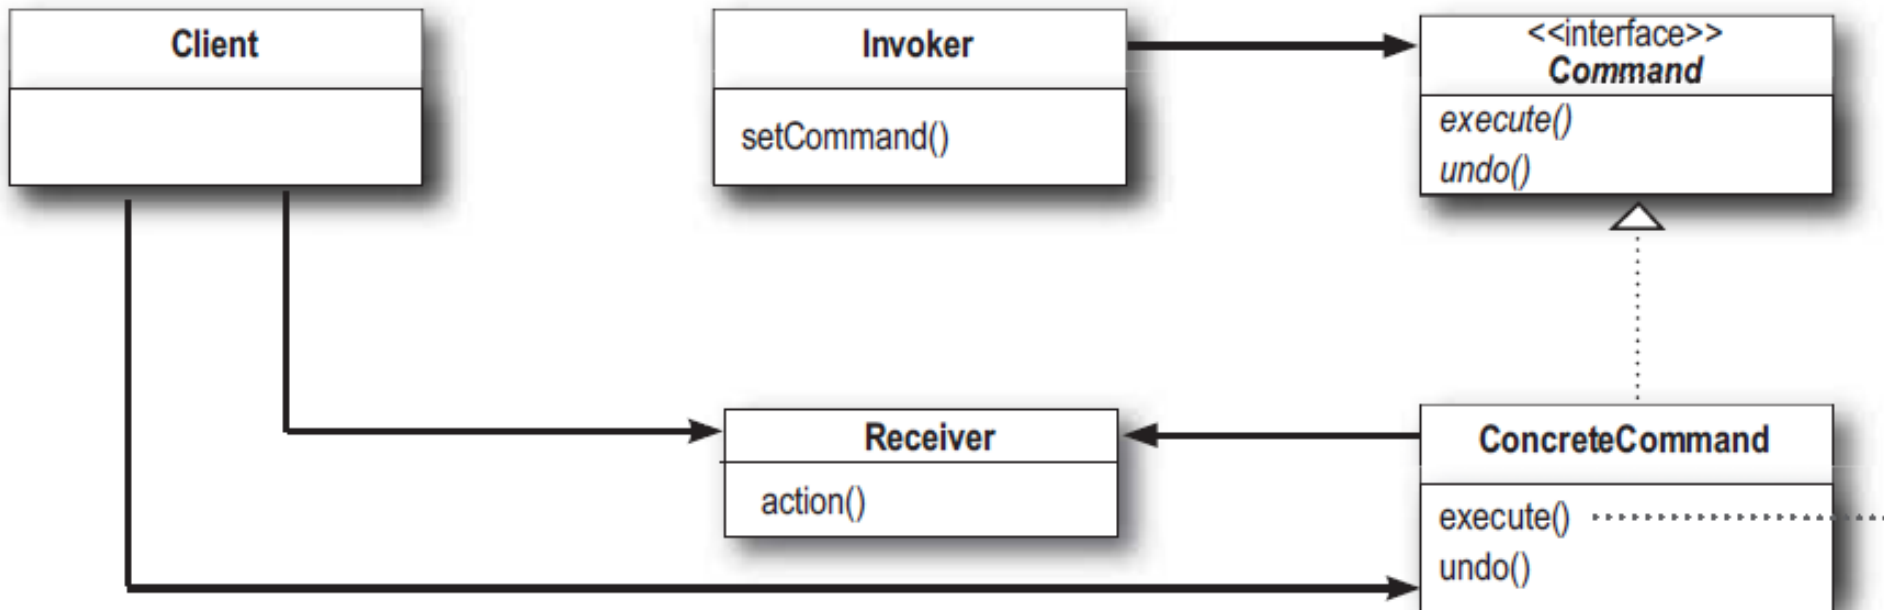 Client
Invoker
setCommand()
<<interface>>
Command
execute()
undo()
Receiver
action()
ConcreteCommand
execute()
undo()